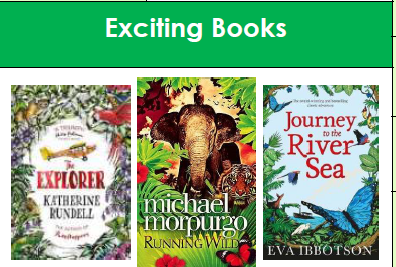 Exciting Books
The
EXPLORER
KATHERINE
RUNDELL
michael
morpurgo
RUNNING WILD
Journey
to the
River
Sea
EVA IBBOTSON